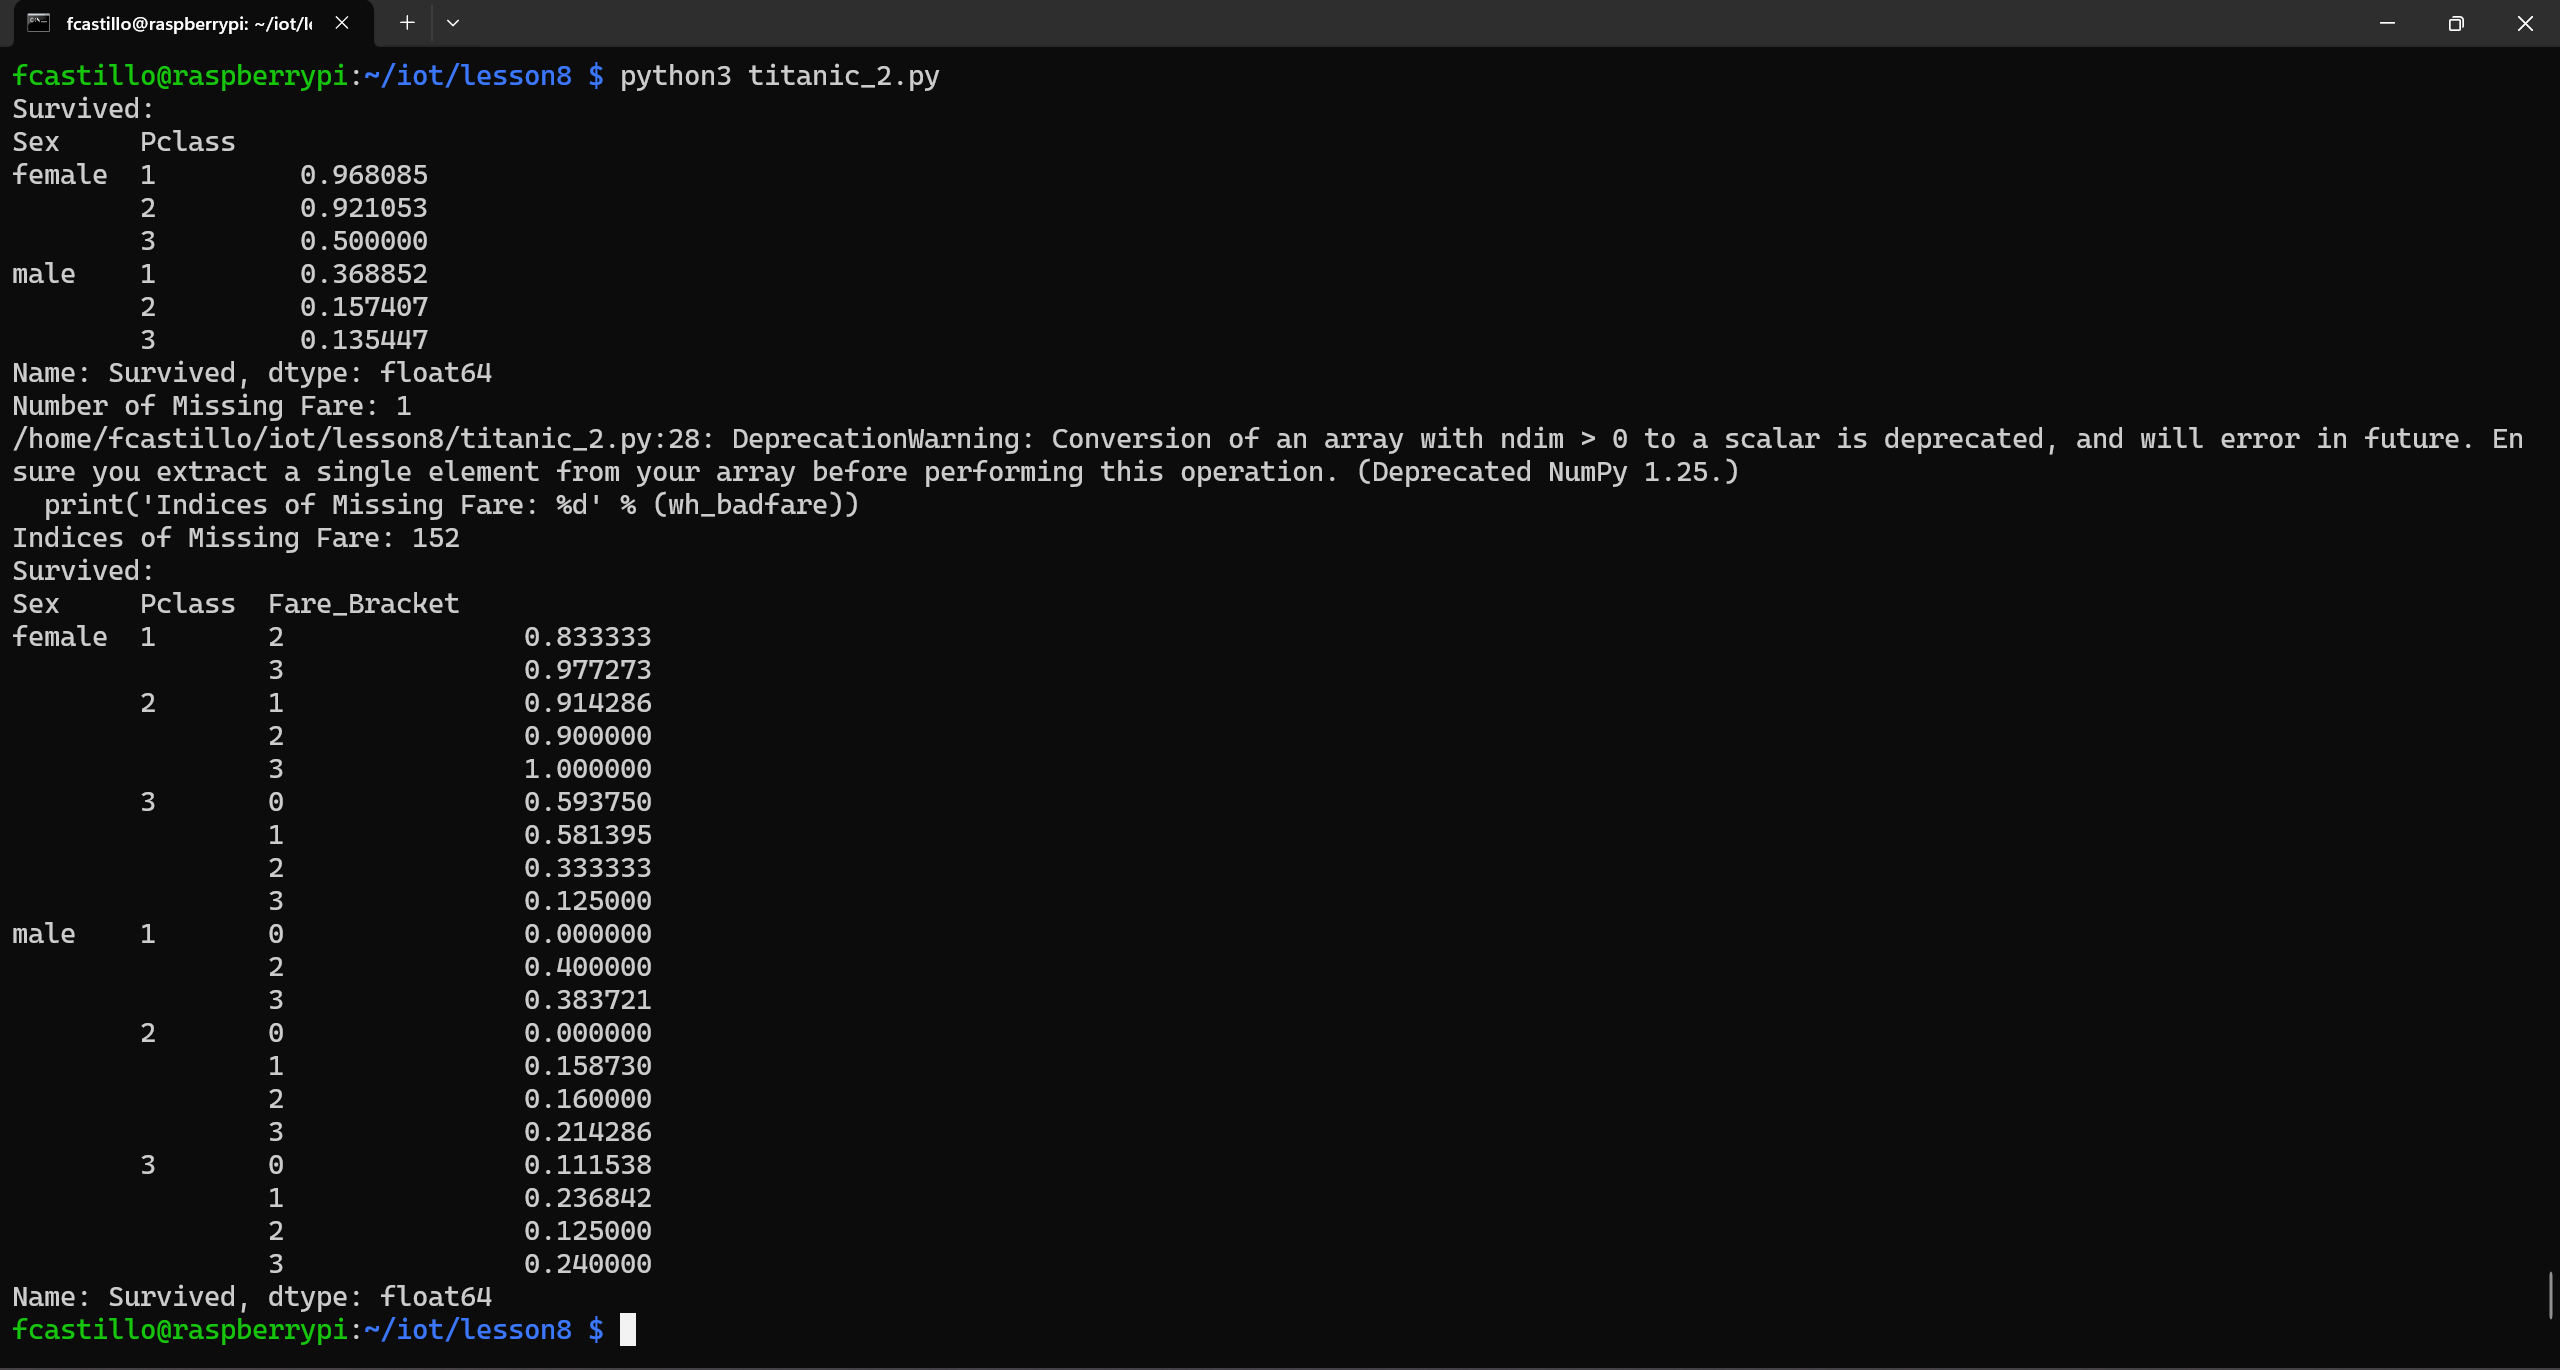 fcastillo@raspberrypi: ~/iot/l
fcastillo@raspberrypi:~/iot/lesson8 $ python3 titanic_2.py
Survived:
Sex     Pclass
female  1         0.968085
        2         0.921053
        3         0.500000
male    1         0.368852
        2         0.157407
        3         0.135447
Name: Survived, dtype: float64
Number of Missing Fare: 1
/home/fcastillo/iot/lesson8/titanic_2.py:28: DeprecationWarning: Conversion of an array with ndim > 0 to a scalar is deprecated, and will error in future. En
sure you extract a single element from your array before performing this operation. (Deprecated NumPy 1.25.)
  print('Indices of Missing Fare: %d' % (wh_badfare))
Indices of Missing Fare: 152
Survived:
Sex     Pclass  Fare_Bracket
female  1       2               0.833333
                3               0.977273
        2       1               0.914286
                2               0.900000
                3               1.000000
        3       0               0.593750
                1               0.581395
                2               0.333333
                3               0.125000
male    1       0               0.000000
                2               0.400000
                3               0.383721
        2       0               0.000000
                1               0.158730
                2               0.160000
                3               0.214286
        3       0               0.111538
                1               0.236842
                2               0.125000
                3               0.240000
Name: Survived, dtype: float64
fcastillo@raspberrypi:~/iot/lesson8 $